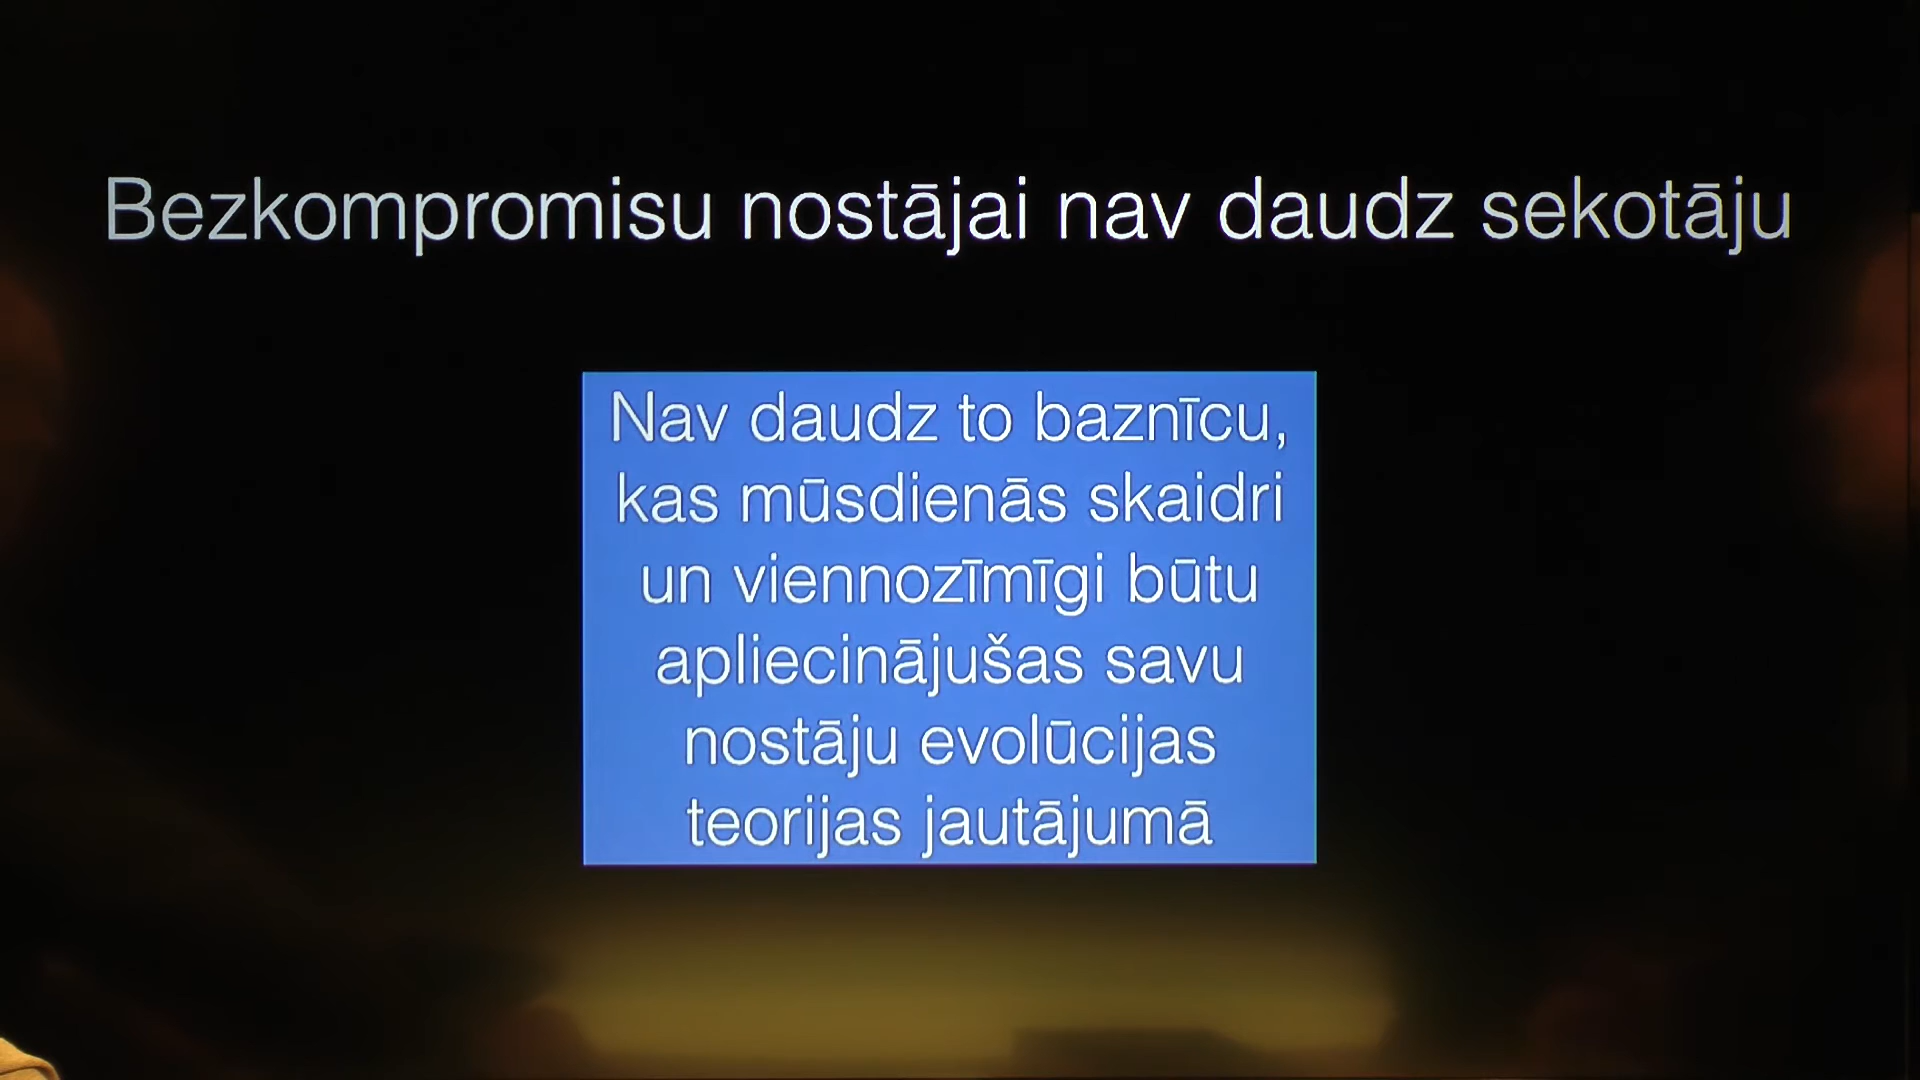 Bezkompromisu nostājai nav daudz sekotāju
Nav daudz to baznīcu,
kas mūsdienās skaidri
un viennozīmīgi būtu
apliecinājušas savu
nostāju evolūcijas
teorijas jautājumā